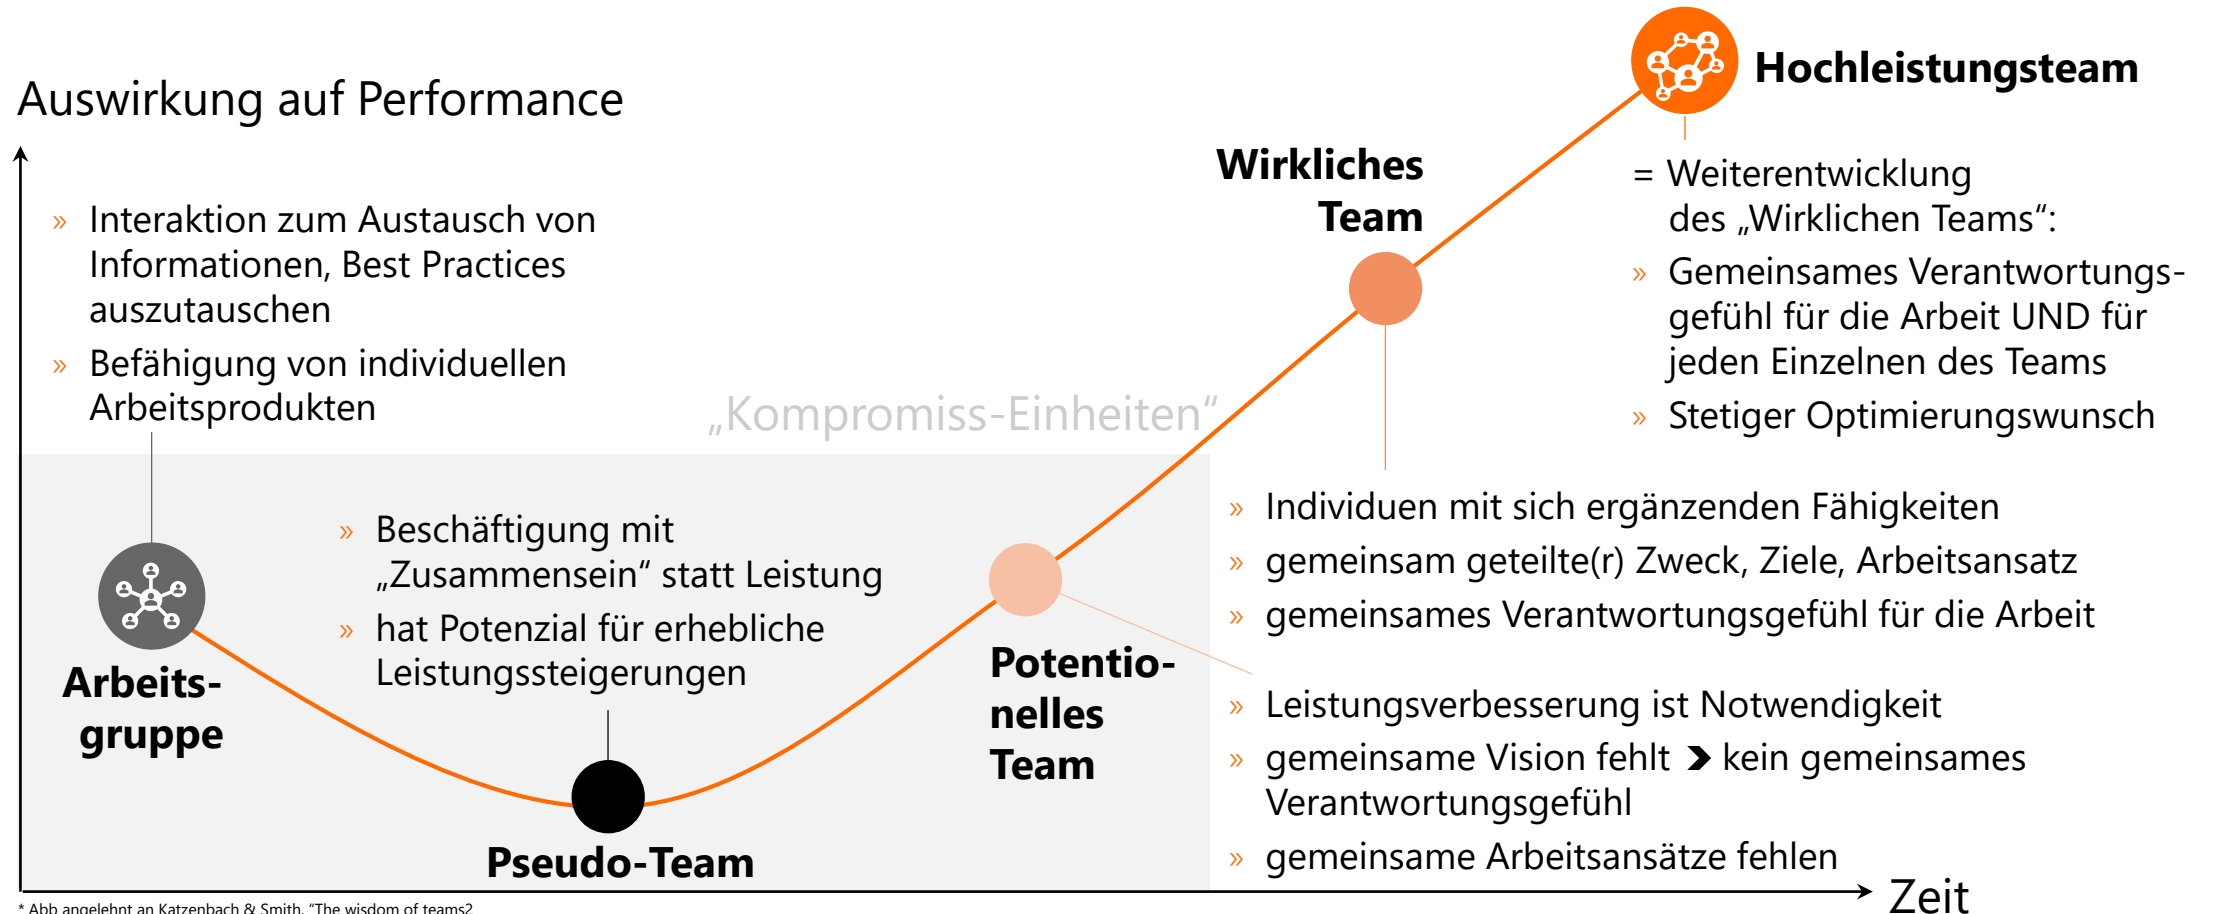 Auswirkung auf Performance
» Interaktion zum Austausch von
Informationen, Best Practices
auszutauschen
» Befähigung von individuellen
Arbeitsprodukten
Arbeits-
gruppe
„Kompromiss-Einheiten“
» Beschäftigung mit
„Zusammensein“ statt Leistung
» hat Potenzial für erhebliche
Leistungssteigerungen
Pseudo-Team
Potentio-
nelles
Team
» Leistungsverbesserung ist Notwendigkeit
» gemeinsame Vision fehlt ❯ kein gemeinsames
Verantwortungsgefühl
» gemeinsame Arbeitsansätze fehlen
Wirkliches
Team
» Individuen mit sich ergänzenden Fähigkeiten
» gemeinsam geteilte(r) Zweck, Ziele, Arbeitsansatz
» gemeinsames Verantwortungsgefühl für die Arbeit
Hochleistungsteam
= Weiterentwicklung
des „Wirklichen Teams“:
» Gemeinsames Verantwortungs-
gefühl für die Arbeit UND für
jeden Einzelnen des Teams
» Stetiger Optimierungswunsch
Zeit
* Abb angelehnt an Katzenbach & Smith, “The wisdom of teams2